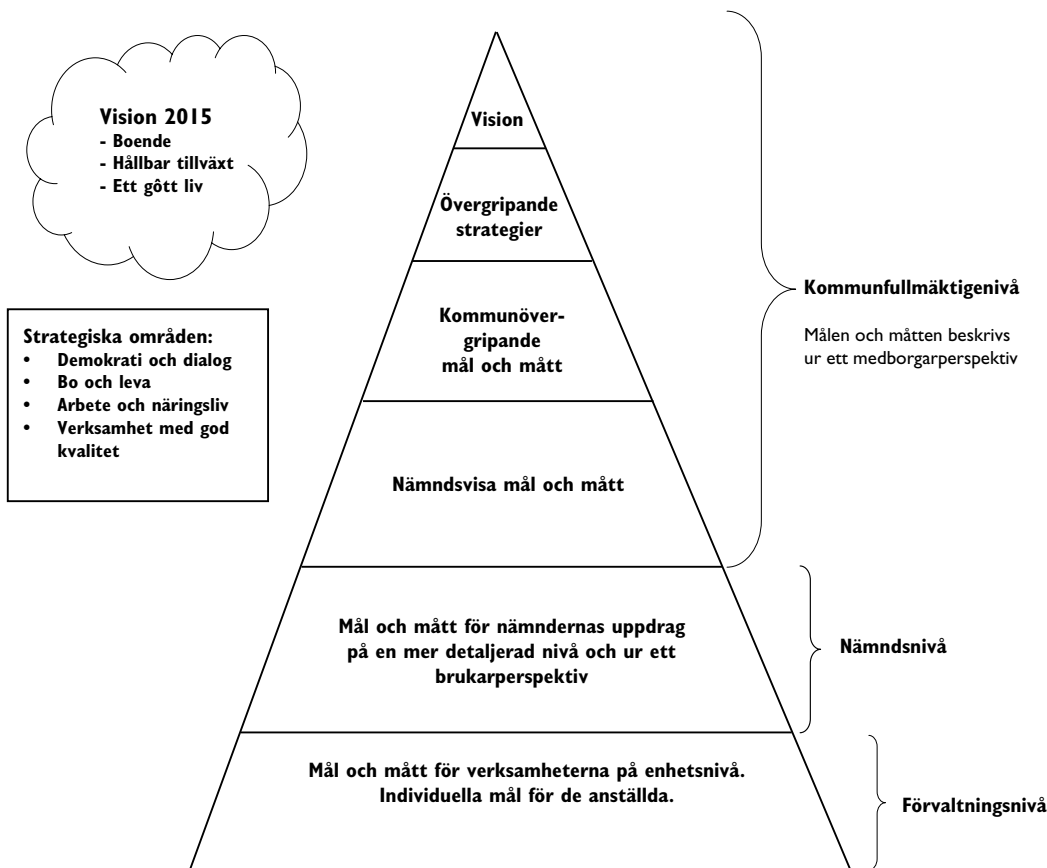 Vision 2015
- Boende
- Hållbar tillväxt
- Ett gôtt liv
Strategiska områden:
• Demokrati och dialog
• Bo och leva
• Arbete och näringsliv
• Verksamhet med god
kvalitet
Vision
Övergripande
strategier
Kommunöver-
gripande
mål och mått
Nämndsvisa mål och mått
Mål och mått för nämndernas uppdrag
på en mer detaljerad nivå och ur ett
brukarperspektiv
Mål och mått för verksamheterna på enhetsnivå.
Individuella mål för de anställda.
Kommunfullmäktigenivå
Målen och måtten beskrivs
ur ett medborgarperspektiv
Nämndsnivå
Förvaltningsnivå